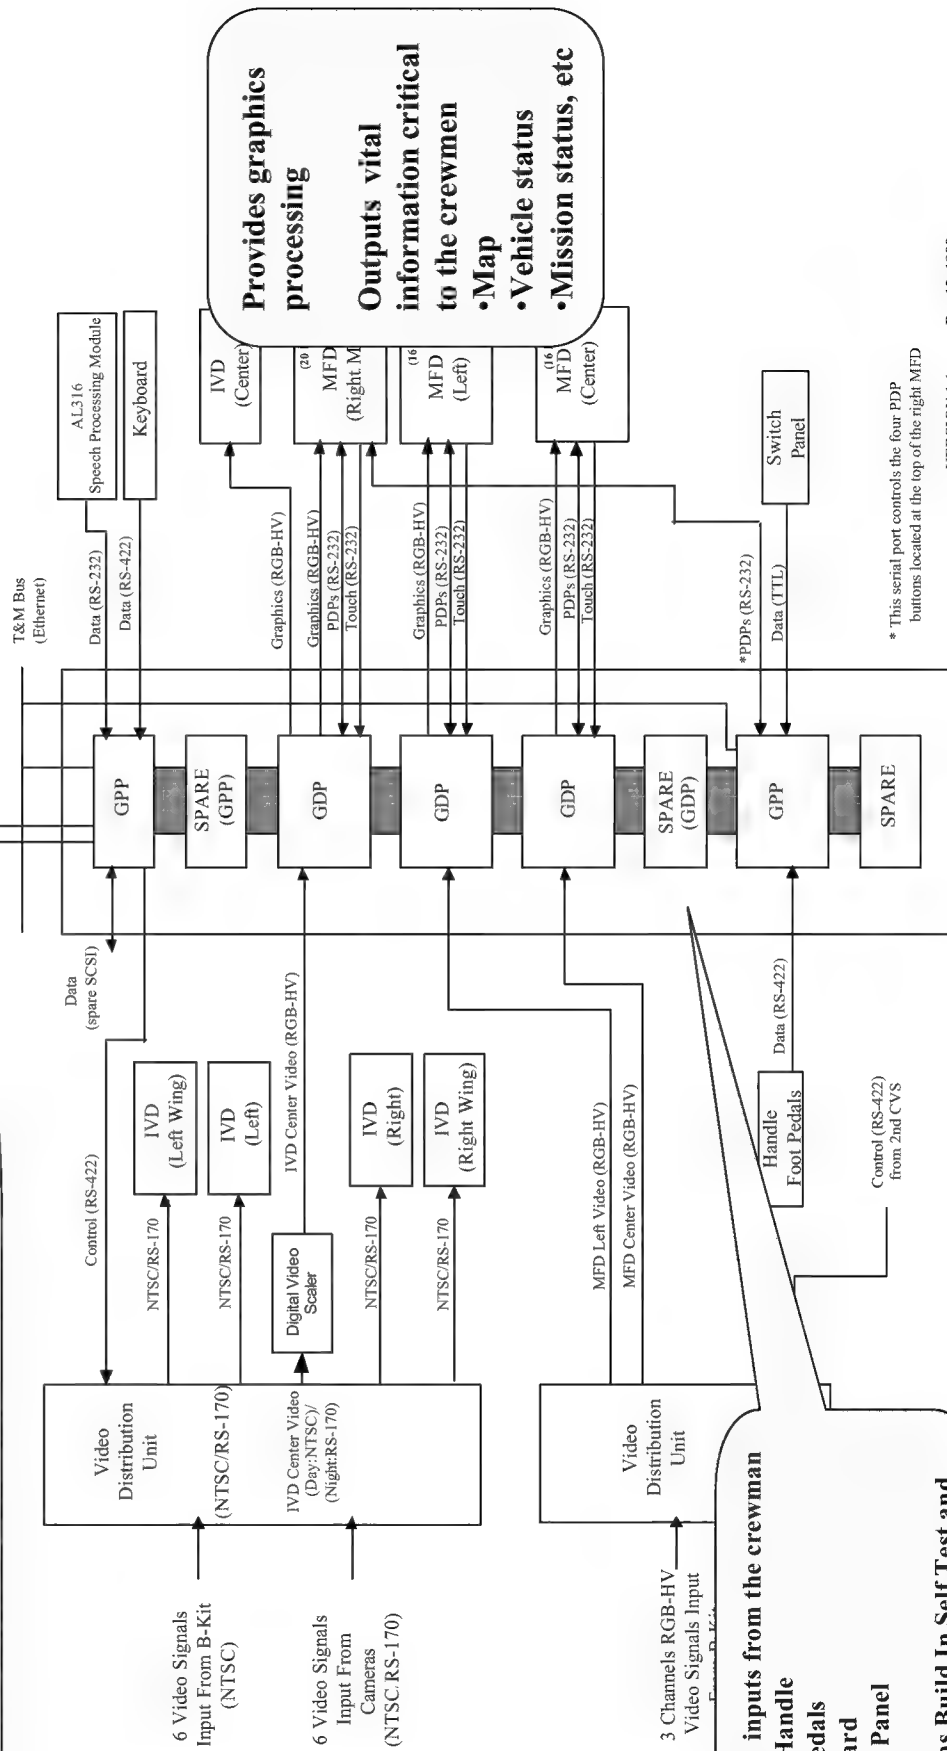 T&M Bus
(Ethernet)
AL316
Speech Processing Module
Keyboard
Data (RS-232)
Data (RS-422)
Provides graphics
processing
Outputs vital
information critical
to the crewmen
•Map
•Vehicle status
•Mission status, etc
IVD
(Center)
(20
MFD
(Right. M
(16
MFD
(Left)
(16
MFD
(Center)
Switch
Panel
Graphics (RGB-HV)
Graphics (RGB-HV)
PDPs (RS-232)
Touch (RS-232)
Graphics (RGB-HV)
PDPs (RS-232)
Touch (RS-232)
Graphics (RGB-HV)
PDPs (RS-232)
Touch (RS-232)
*PDPs (RS-232)
Data (TTL)
* This serial port controls the four PDP
buttons located at the top of the right MFD
GPP
SPARE
(GPP)
GDP
GDP
GDP
SPARE
(GDP)
GPP
SPARE
Data
(spare SCSI)
Control (RS-422)
IVD
(Left Wing)
IVD
(Left)
IVD Center Video (RGB-HV)
IVD
(Right)
IVD
(Right Wing)
NTSC/RS-170
NTSC/RS-170
Digital Video
Scaler
NTSC/RS-170
NTSC/RS-170
MFD Left Video (RGB-HV)
MFD Center Video (RGB-HV)
Data (RS-422)
Handle
Foot Pedals
Control (RS-422)
from 2nd CVS
Video
Distribution
Unit
(NTSC/RS-170)
IVD Center Video
(Day:NTSC)/
(Night:RS-170)
Video
Distribution
Unit
6 Video Signals
Input From B-Kit
(NTSC)
6 Video Signals
Input From
Cameras
(NTSC/RS-170)
3 Channels RGB-HV
Video Signals Input
inputs from the crewman
Handle
edals
ard
Panel
ns Build In Self Test and